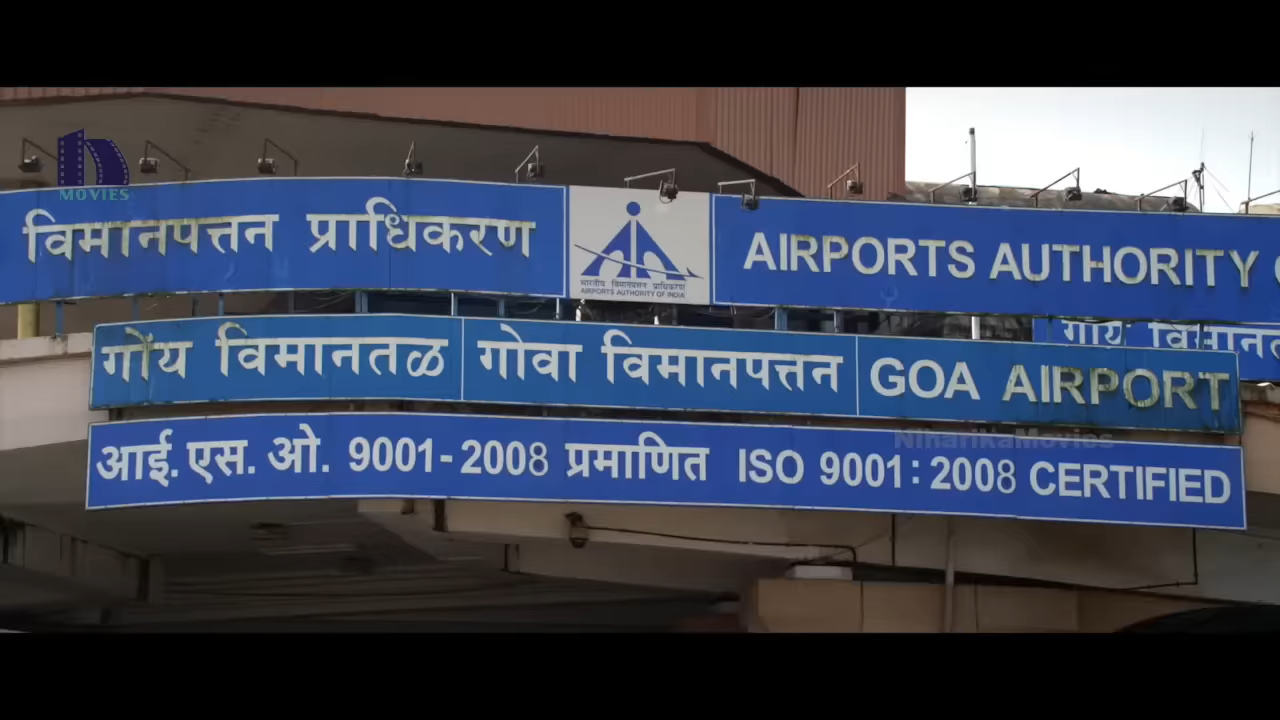 MOVIES
विमानपत्तन प्राधिकरण
भारतीय विमानपत्तन प्राधिकरण
AIRPORTS AUTHORITY OF INDIA
AIRPORTS AUTHORITY
गोंय विमानतळ गोवा विमानपत्तन GOA AIRPORT
गोंय
आई.एस.ओ. 9001-2008 प्रमाणित ISO 9001:2008 CERTIFIED
NiharikaMovies